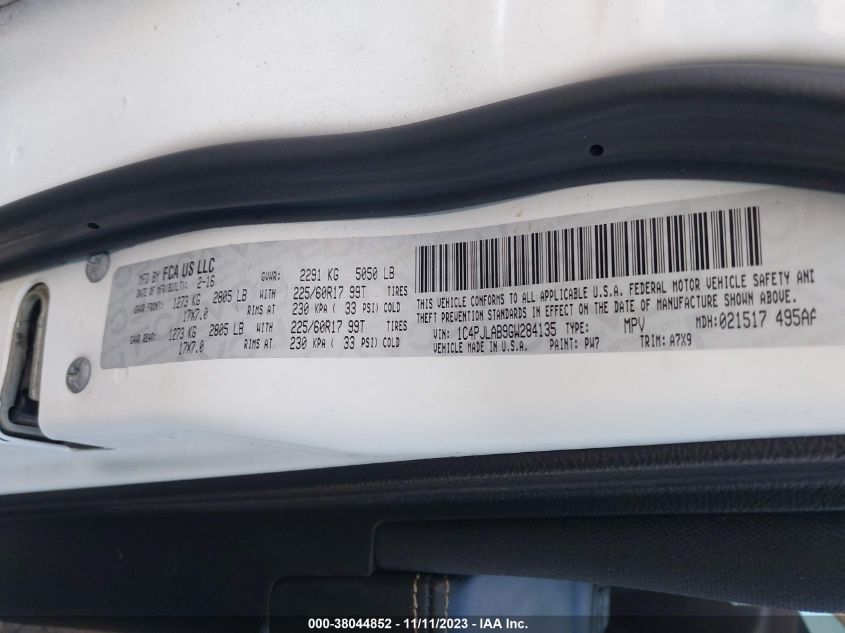 MFD BY FCA US LLC
DATE OF MFR(BUILT): 2-16 GVWR: 2291 KG 5050 LB
GAWR FRONT: 1273 KG 2805 LB WITH 225/60R17 99T TIRES
17X7.0 RIMS AT 230 KPA ( 33 PSI) COLD
GAWR REAR: 1273 KG 2805 LB WITH 225/60R17 99T TIRES
17X7.0 RIMS AT 230 KPA ( 33 PSI) COLD
THIS VEHICLE CONFORMS TO ALL APPLICABLE U.S.A. FEDERAL MOTOR VEHICLE SAFETY AND
THEFT PREVENTION STANDARDS IN EFFECT ON THE DATE OF MANUFACTURE SHOWN ABOVE.
VIN: 1C4PJLAB9GW284135 TYPE: MPV MDH:021517 495AA
VEHICLE MADE IN U.S.A. PAINT: PW7 TRIM: A7X9
000-38044852 - 11/11/2023 - IAA Inc.